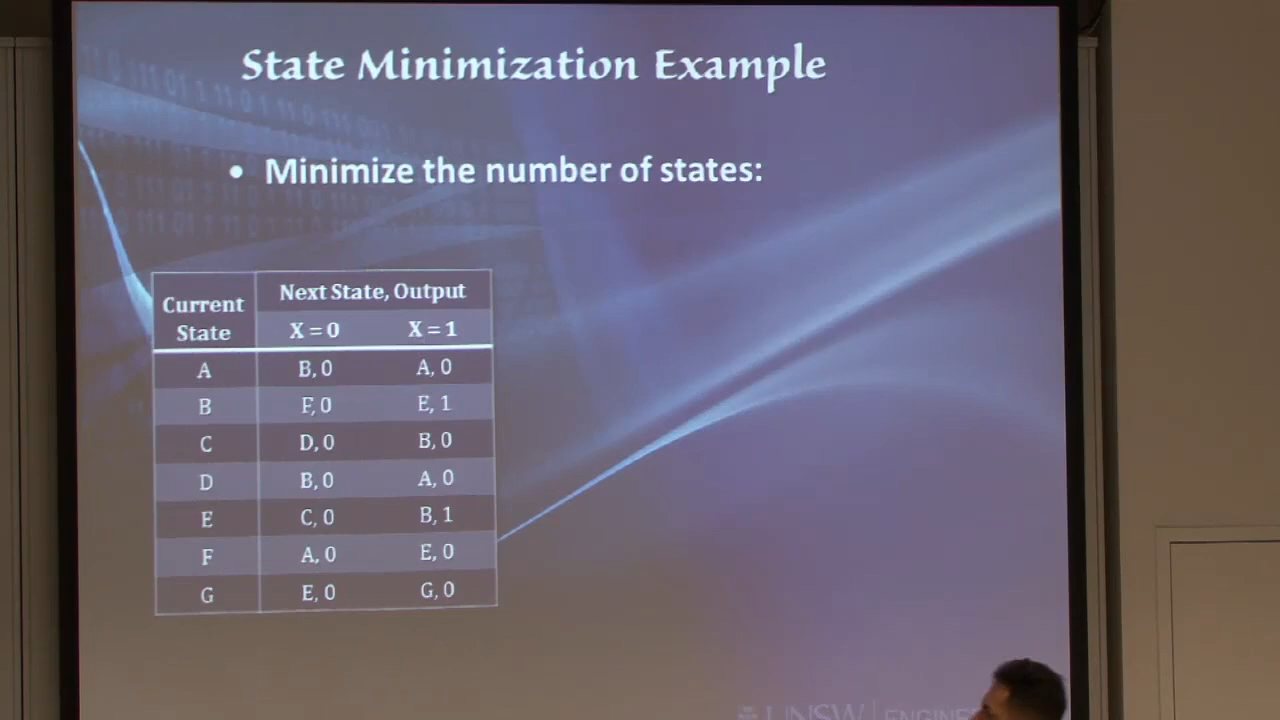 State Minimization Example
• Minimize the number of states:
Current State Next State, Output
X = 0 X = 1
A B, 0 A, 0
B F, 0 E, 1
C D, 0 B, 0
D B, 0 A, 0
E C, 0 B, 1
F A, 0 E, 0
G E, 0 G, 0
UNSW